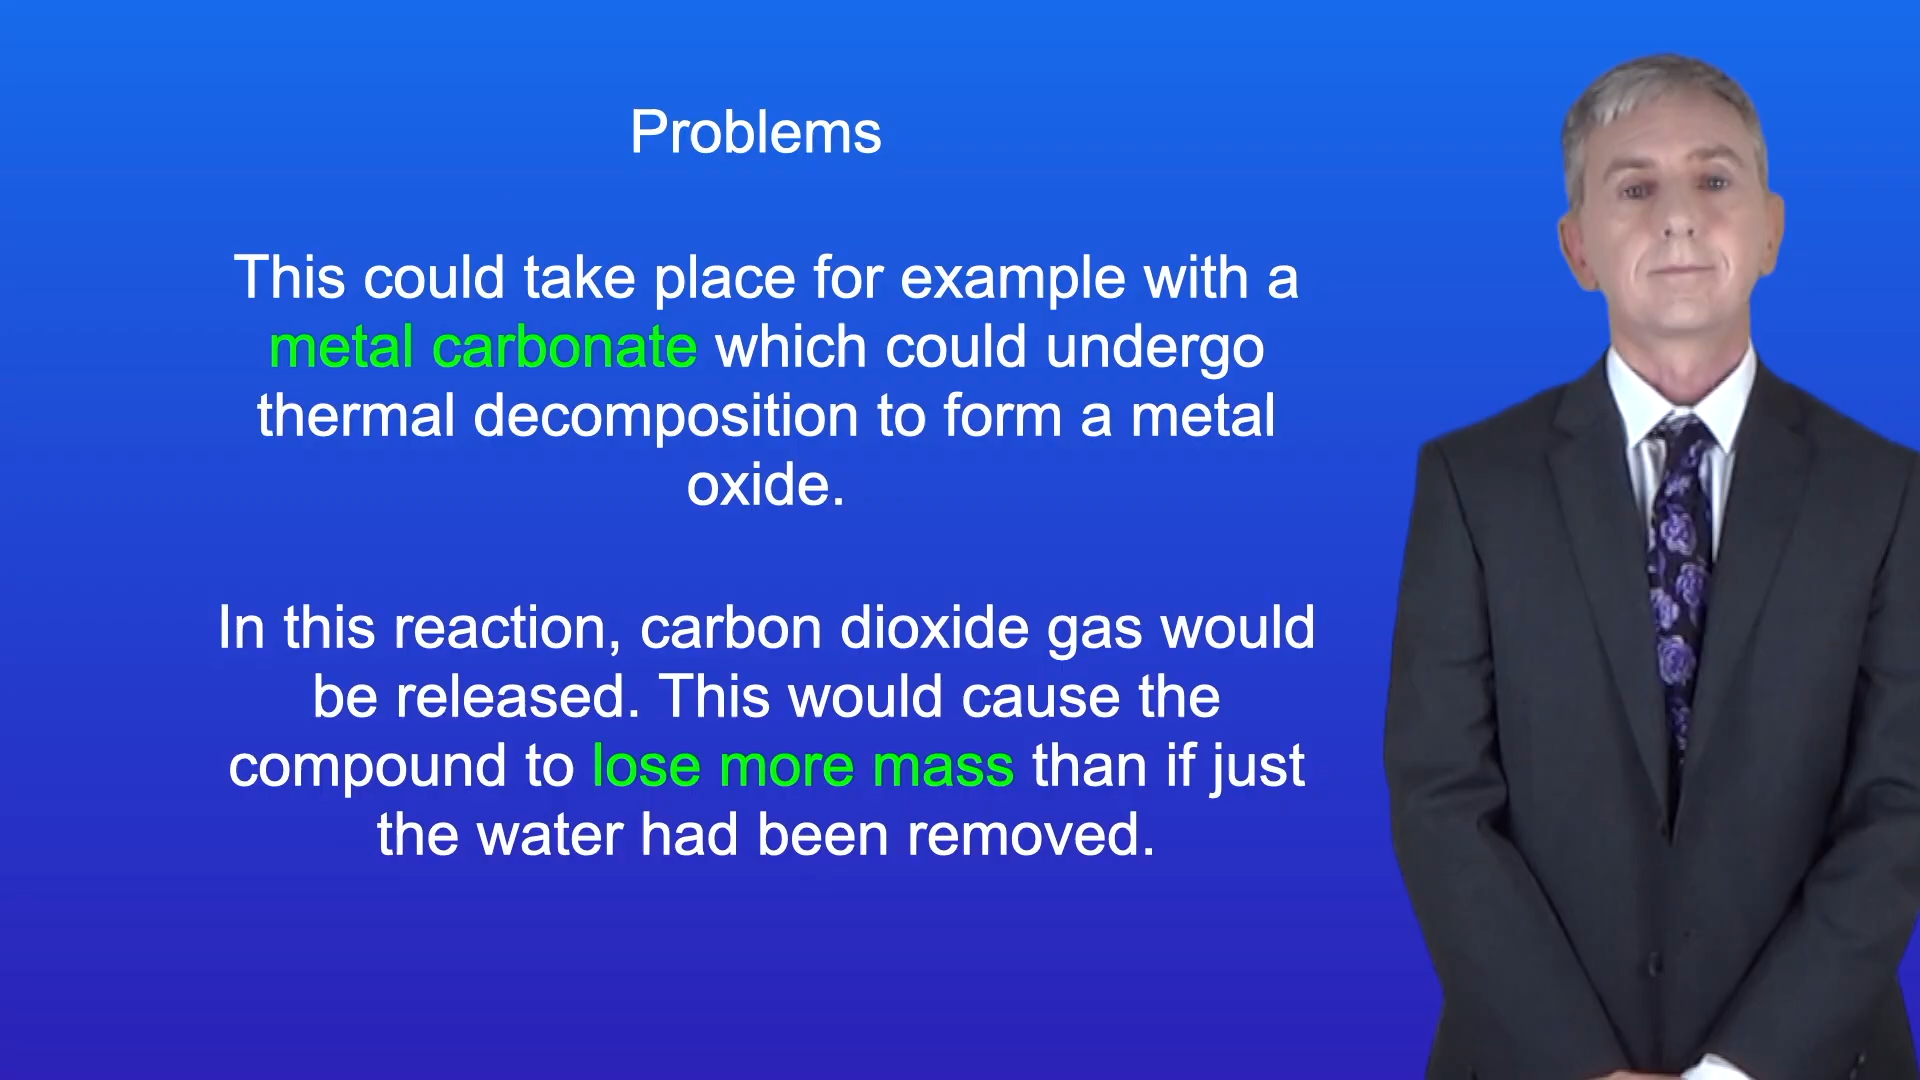 Problems
This could take place for example with a
metal carbonate which could undergo
thermal decomposition to form a metal
oxide.
In this reaction, carbon dioxide gas would
be released. This would cause the
compound to lose more mass than if just
the water had been removed.